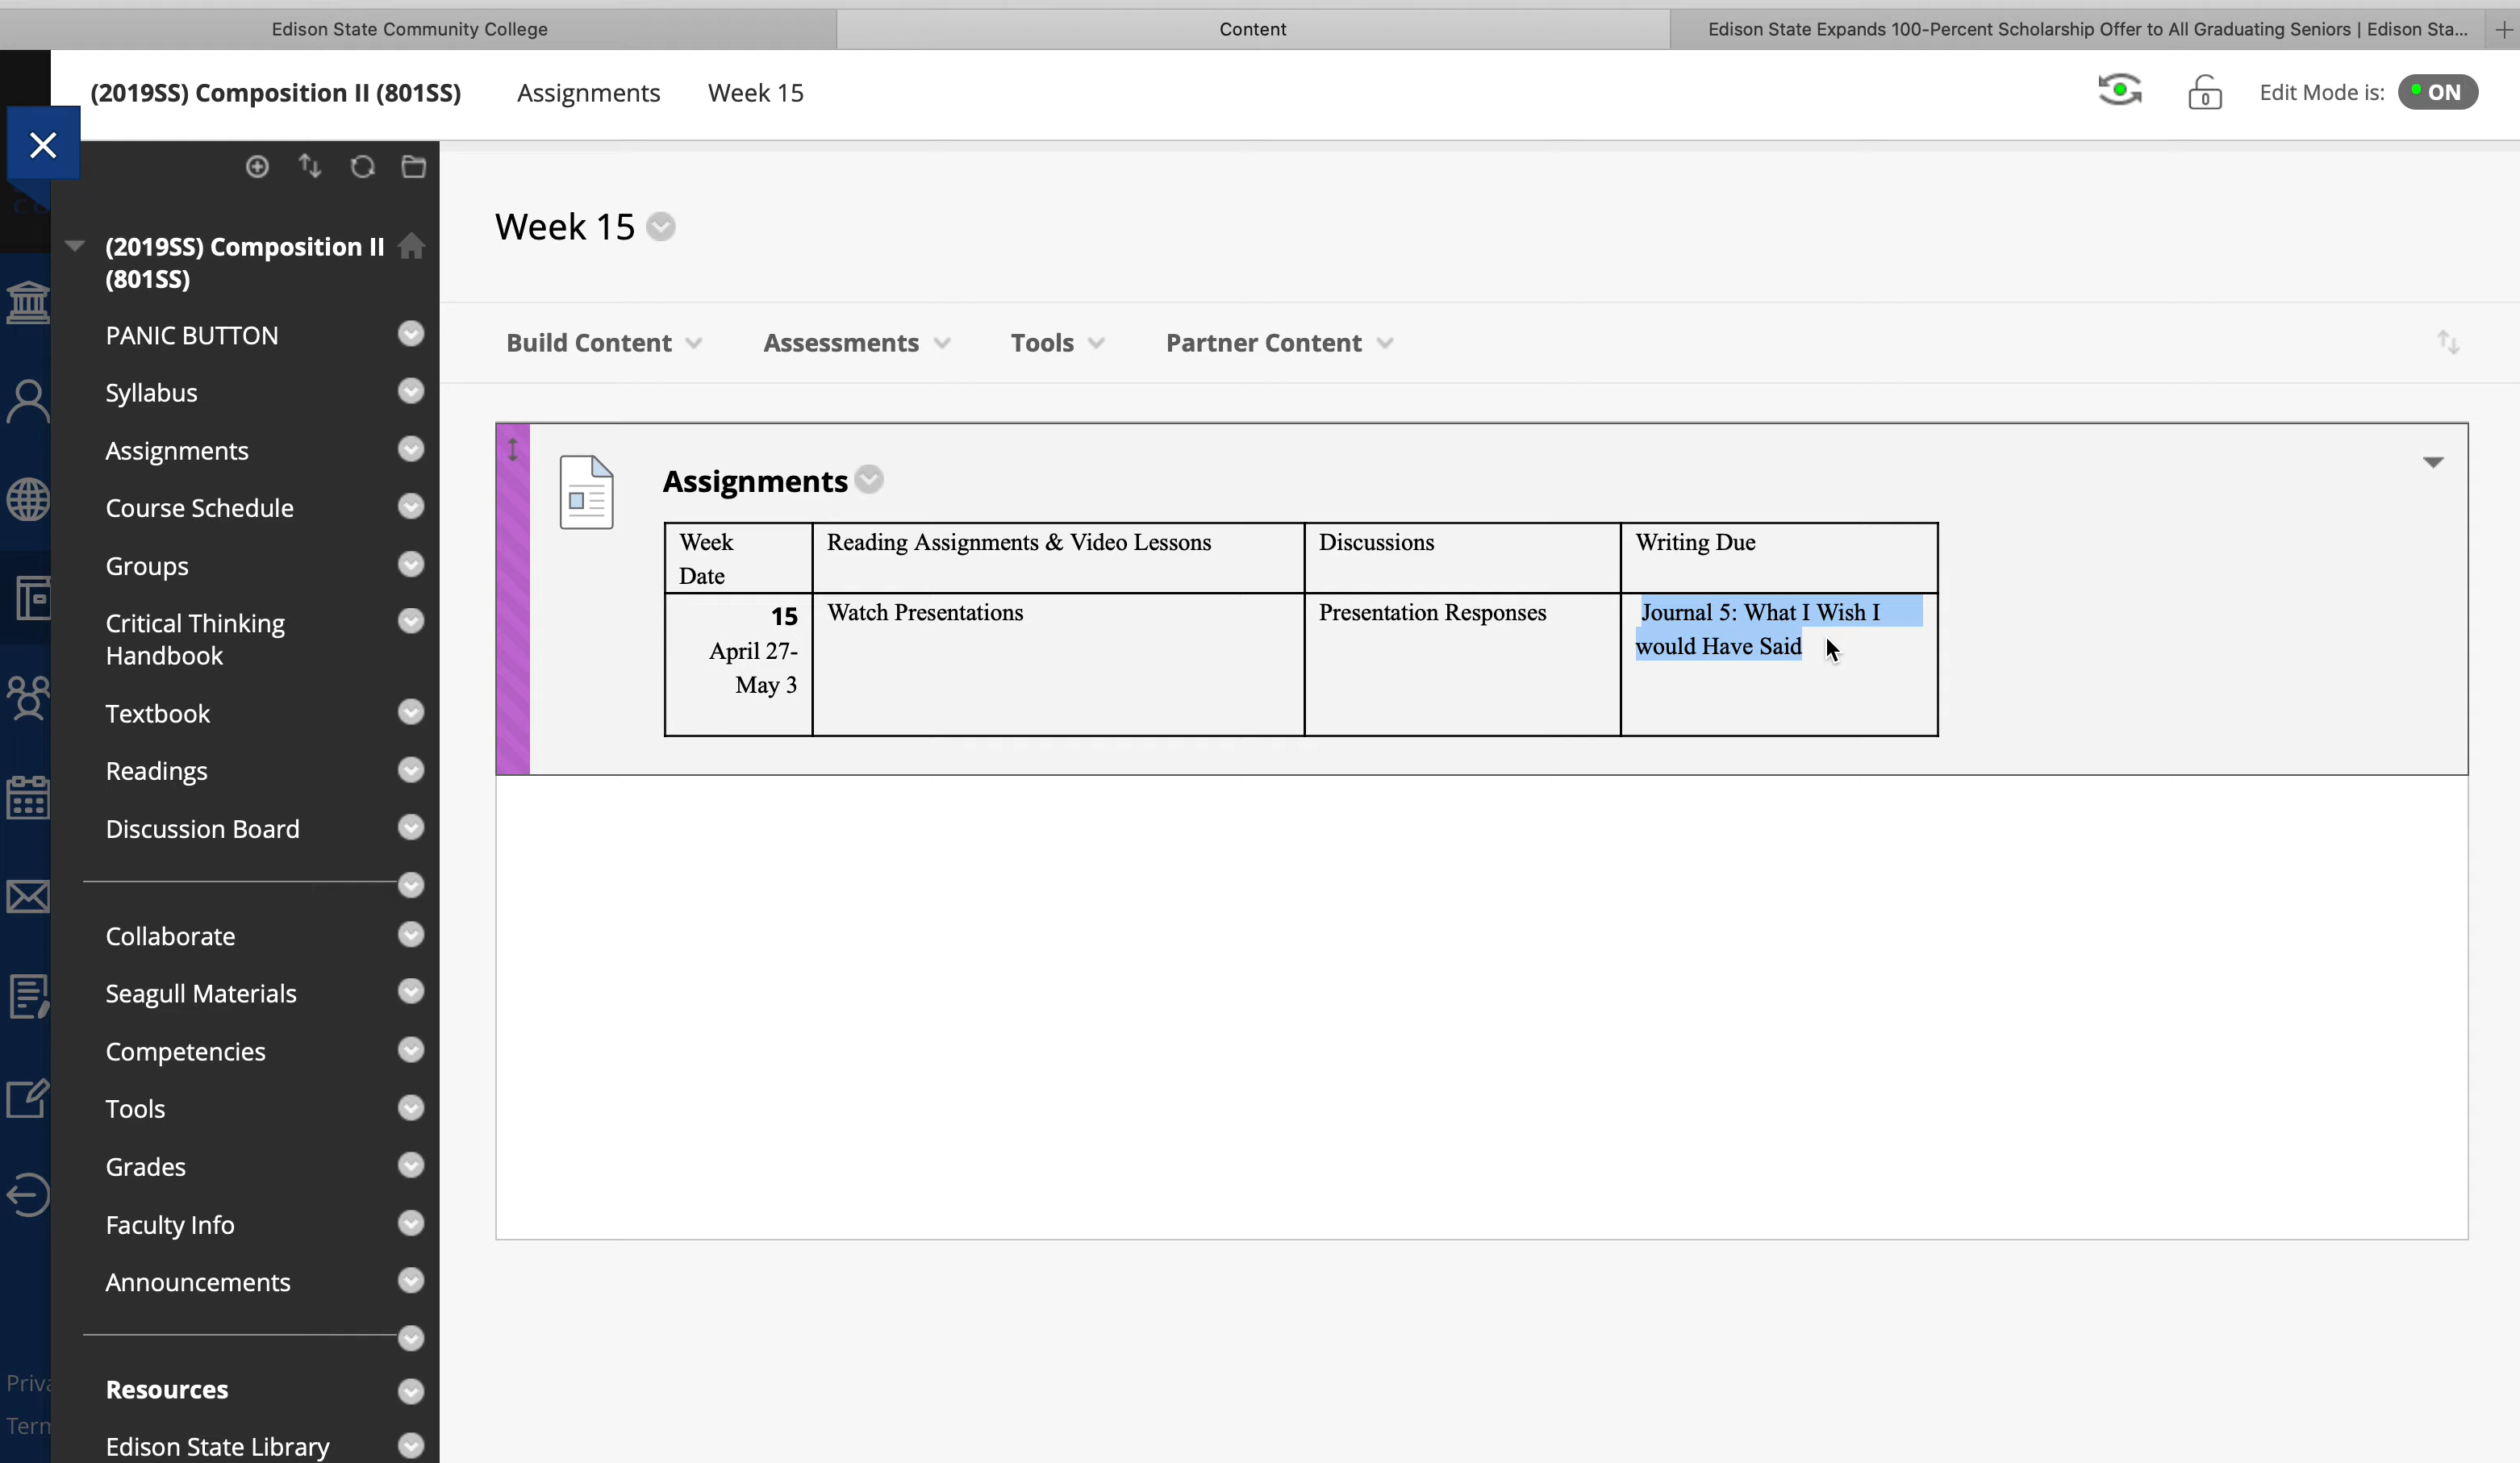 Edison State Community College
Content
Edison State Expands 100-Percent Scholarship Offer to All Graduating Seniors | Edison Sta...
(2019SS) Composition II (801SS)
Assignments
Week 15
Edit Mode is:
ON
(2019SS) Composition II
(801SS)
PANIC BUTTON
Syllabus
Assignments
Course Schedule
Groups
Critical Thinking
Handbook
Textbook
Readings
Discussion Board
Collaborate
Seagull Materials
Competencies
Tools
Grades
Faculty Info
Announcements
Resources
Edison State Library
Priva
Term
Week 15
Build Content
Assessments
Tools
Partner Content
Assignments
Week
Date
Reading Assignments & Video Lessons
Discussions
Writing Due
15
April 27-
May 3
Watch Presentations
Presentation Responses
Journal 5: What I Wish I
would Have Said